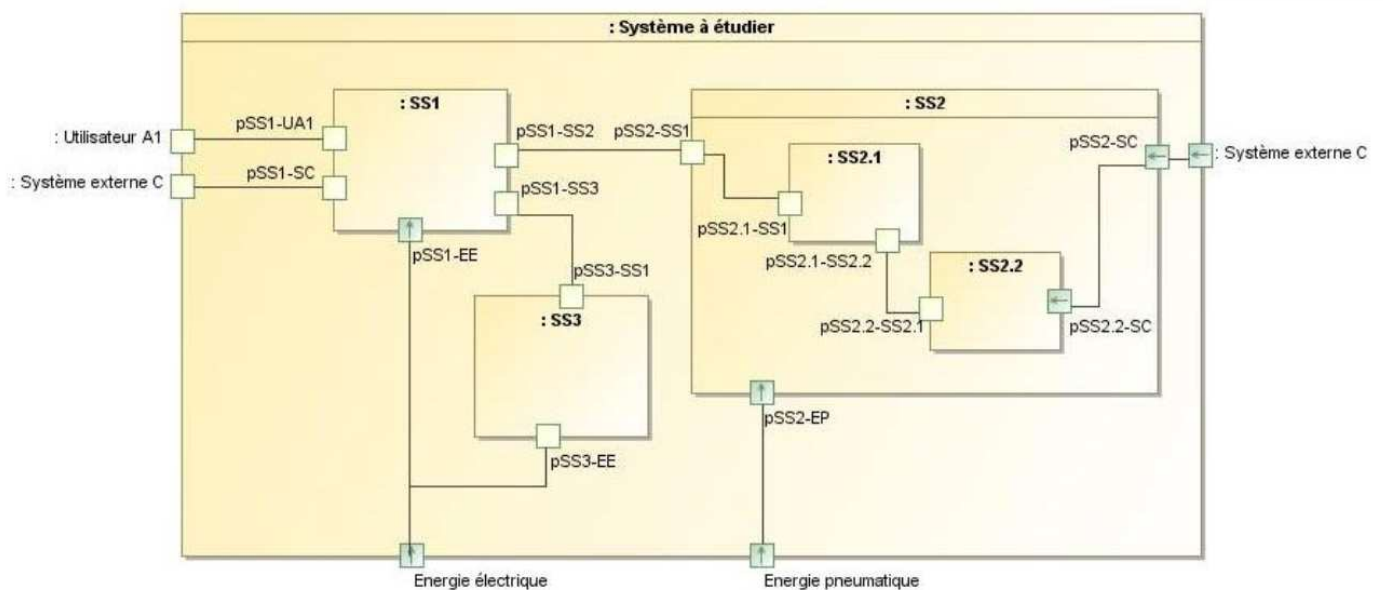 : Système à étudier
: SS1
: SS2
: Utilisateur A1
pSS1-UA1
pSS1-SS2
pSS2-SS1
pSS2-SC
: Système externe C
: SS2.1
: Système externe C
pSS1-SC
pSS1-SS3
pSS2.1-SS1
pSS1-EE
pSS2.1-SS2.2
: SS2.2
pSS3-SS1
: SS3
pSS2.2-SS2.1
pSS2.2-SC
pSS2-EP
pSS3-EE
Energie électrique
Energie pneumatique